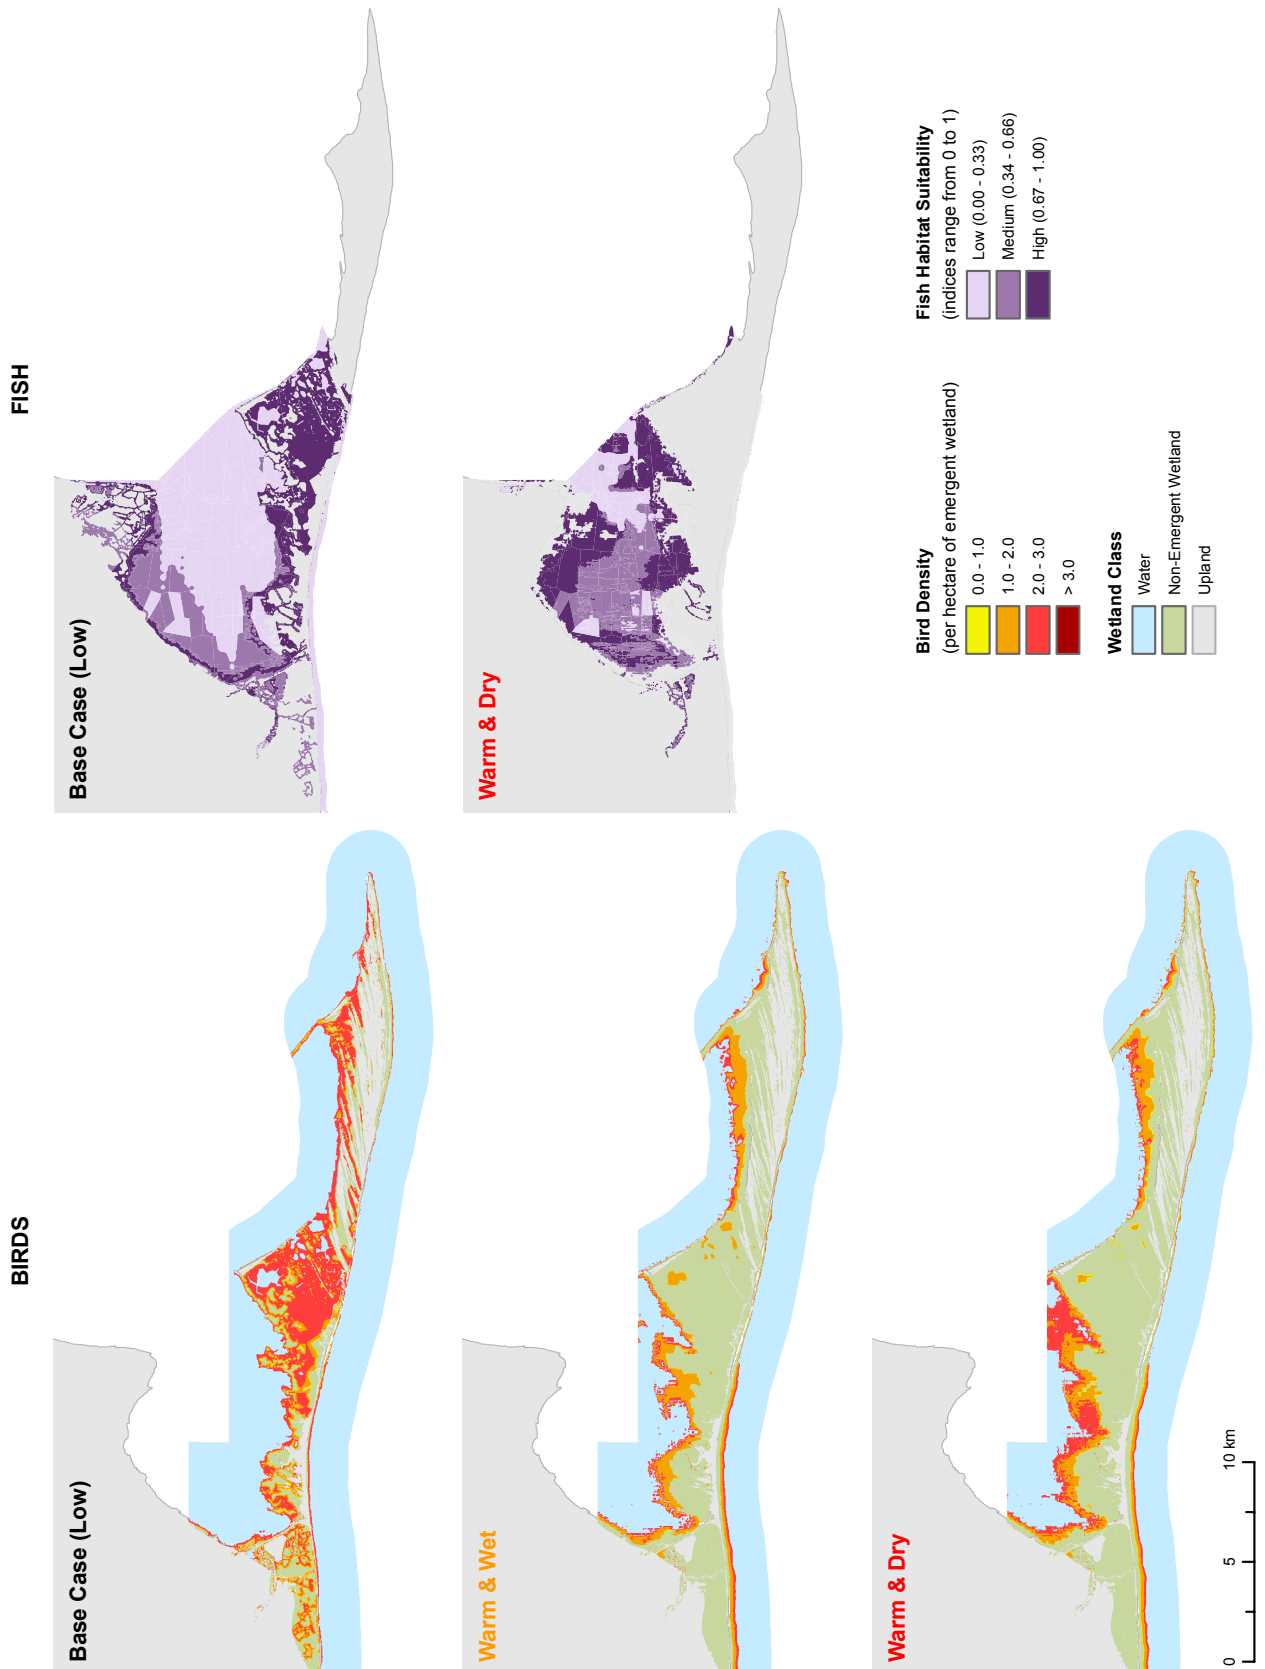 BIRDS
FISH
Base Case (Low)
Base Case (Low)
Warm & Wet
Warm & Dry
Warm & Dry
0
5
10 km
Bird Density
(per hectare of emergent wetland)
0.0 - 1.0
1.0 - 2.0
2.0 - 3.0
> 3.0
Wetland Class
Water
Non-Emergent Wetland
Upland
Fish Habitat Suitability
(indices range from 0 to 1)
Low (0.00 - 0.33)
Medium (0.34 - 0.66)
High (0.67 - 1.00)